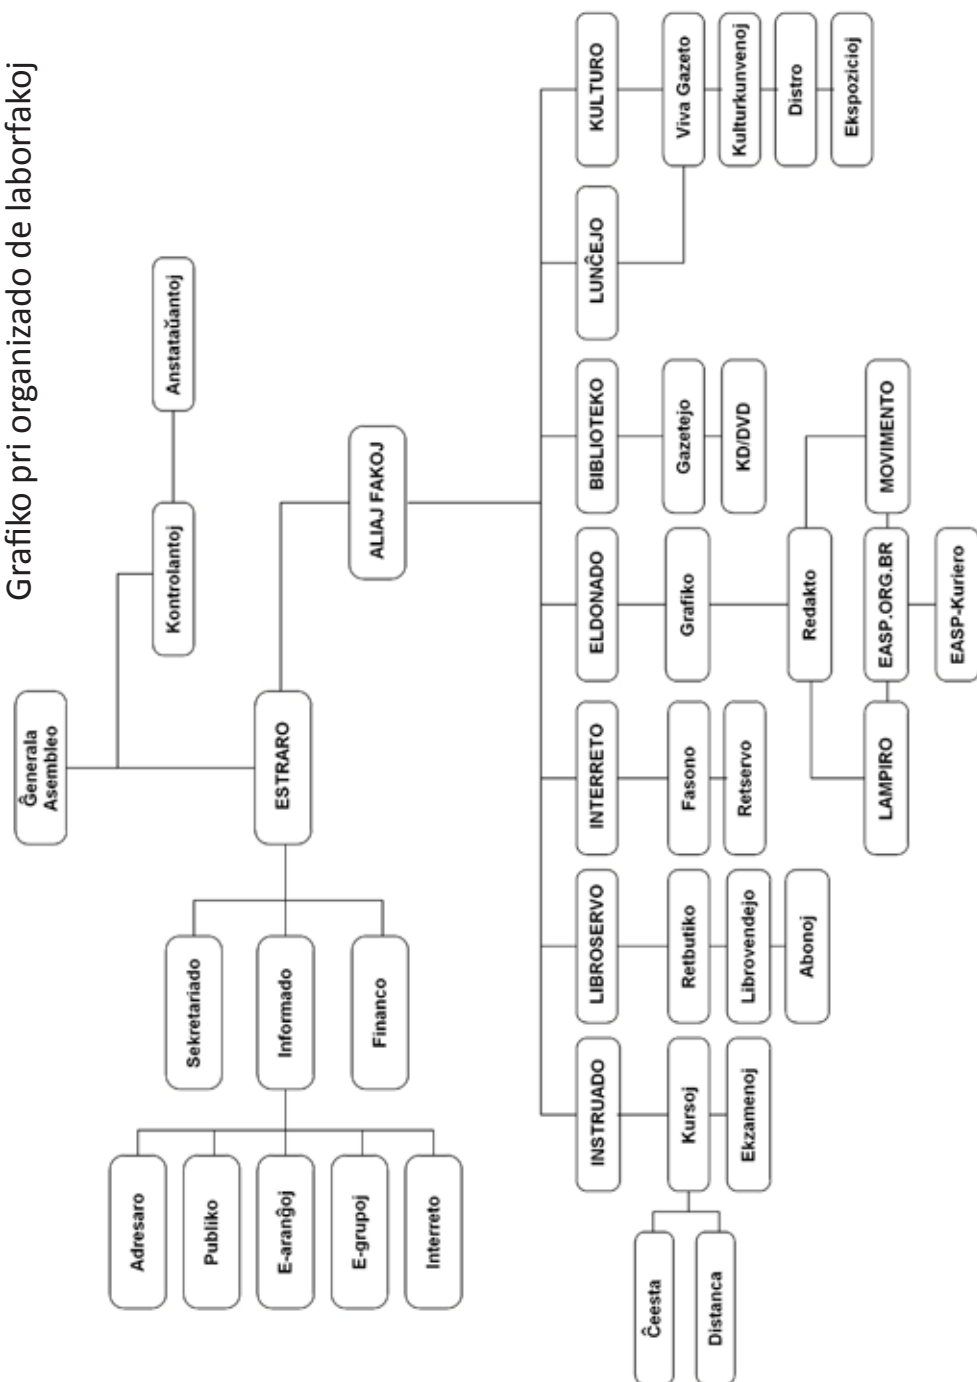 Grafiko pri organizado de laborfakoj
Ĝenerala
Asembleo
Kontrolantoj
Anstataŭantoj
ESTRARO
ALIAJ FAKOJ
Sekretariado
Informado
Financo
Adresaro
Publiko
E-aranĝoj
E-grupoj
Interreto
INSTRUADO
LIBROSERVO
INTERRETO
ELDONADO
BIBLIOTEKO
LUNĈEJO
KULTURO
Kursoj
Ekzamenoj
Ĉeesta
Distanca
Retbutiko
Librovendejo
Abonoj
Fasono
Retservo
Grafiko
Redakto
LAMPIRO
EASP.ORG.BR
MOVIMENTO
EASP-Kuriero
Gazetejo
KD/DVD
Viva Gazeto
Kulturkunvenoj
Distro
Ekspozicioj